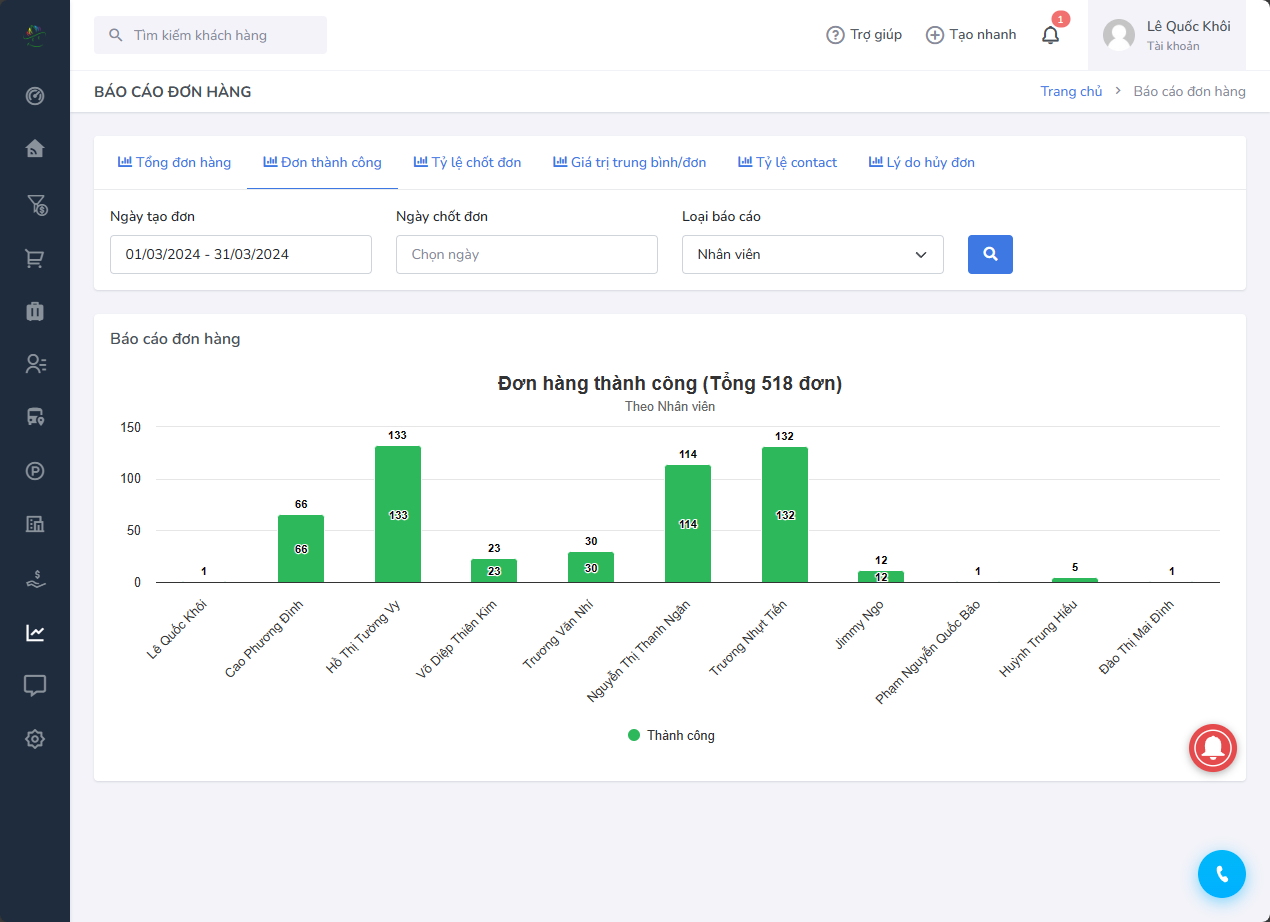 Tìm kiếm khách hàng
Trợ giúp
Tạo nhanh
1
Lê Quốc Khôi
Tài khoản
BÁO CÁO ĐƠN HÀNG
Trang chủ > Báo cáo đơn hàng
Tổng đơn hàng
Đơn thành công
Tỷ lệ chốt đơn
Giá trị trung bình/đơn
Tỷ lệ contact
Lý do hủy đơn
Ngày tạo đơn
Ngày chốt đơn
Loại báo cáo
01/03/2024 - 31/03/2024
Chọn ngày
Nhân viên
Báo cáo đơn hàng
Đơn hàng thành công (Tổng 518 đơn)
Theo Nhân viên
150
100
50
0
1
66
66
133
133
23
23
30
30
114
114
132
132
12
12
1
5
1
Lê Quốc Khôi
Cao Phương Đình
Hồ Thị Tường Vy
Võ Diệp Thiên Kim
Trương Văn Nhí
Nguyễn Thị Thanh Ngân
Trương Nhựt Tiến
Jimmy Ngo
Phạm Nguyễn Quốc Bảo
Huỳnh Trung Hiếu
Đào Thị Mai Đình
Thành công